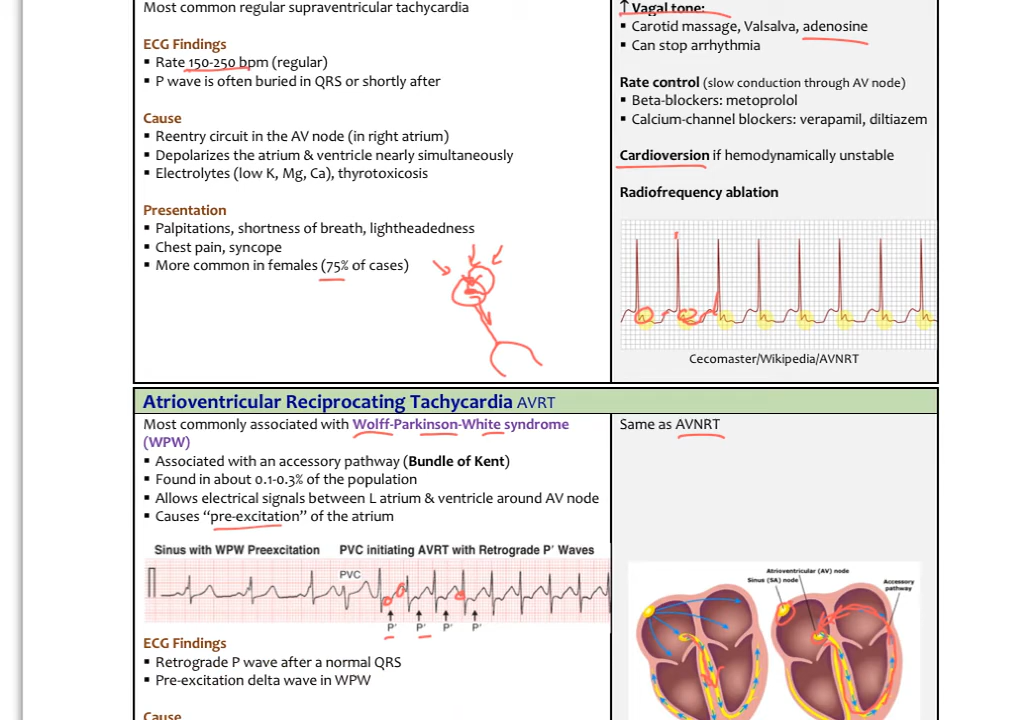 Most common regular supraventricular tachycardia
ECG Findings
▪ Rate 150-250 bpm (regular)
▪ P wave is often buried in QRS or shortly after
Cause
▪ Reentry circuit in the AV node (in right atrium)
▪ Depolarizes the atrium & ventricle nearly simultaneously
▪ Electrolytes (low K, Mg, Ca), thyrotoxicosis
Presentation
▪ Palpitations, shortness of breath, lightheadedness
▪ Chest pain, syncope
▪ More common in females (75% of cases)
↑ Vagal tone:
▪ Carotid massage, Valsalva, adenosine
▪ Can stop arrhythmia
Rate control (slow conduction through AV node)
▪ Beta-blockers: metoprolol
▪ Calcium-channel blockers: verapamil, diltiazem
Cardioversion if hemodynamically unstable
Radiofrequency ablation
Cecomaster/Wikipedia/AVNRT
Atrioventricular Reciprocating Tachycardia AVRT
Most commonly associated with Wolff-Parkinson-White syndrome
(WPW)
▪ Associated with an accessory pathway (Bundle of Kent)
▪ Found in about 0.1-0.3% of the population
▪ Allows electrical signals between L atrium & ventricle around AV node
▪ Causes “pre-excitation” of the atrium
Sinus with WPW Preexcitation PVC initiating AVRT with Retrograde P' Waves
PVC
P' P' P' P'
ECG Findings
▪ Retrograde P wave after a normal QRS
▪ Pre-excitation delta wave in WPW
Cause
Same as AVNRT
Atrioventricular (AV) node
Sinus (SA) node
Accessory
pathway